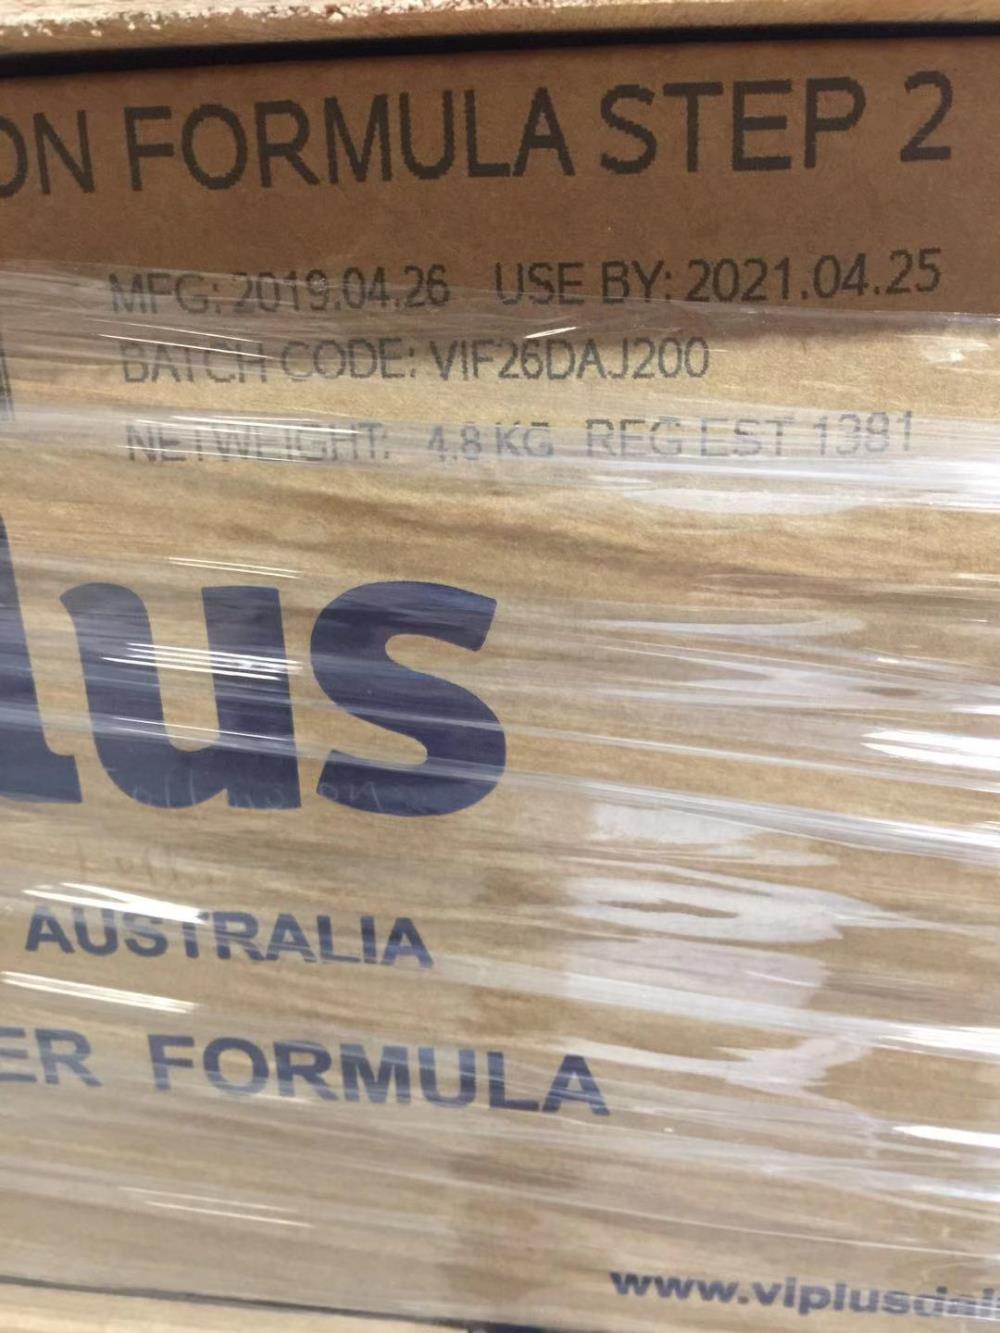 ON FORMULA STEP 2
MFG: 2019.04.26 USE BY: 2021.04.25
BATCH CODE: VIF26DAJ200
NETWEIGHT: 4.8 KG REG EST 1381
lus
AUSTRALIA
ER FORMULA
www.viplusdai